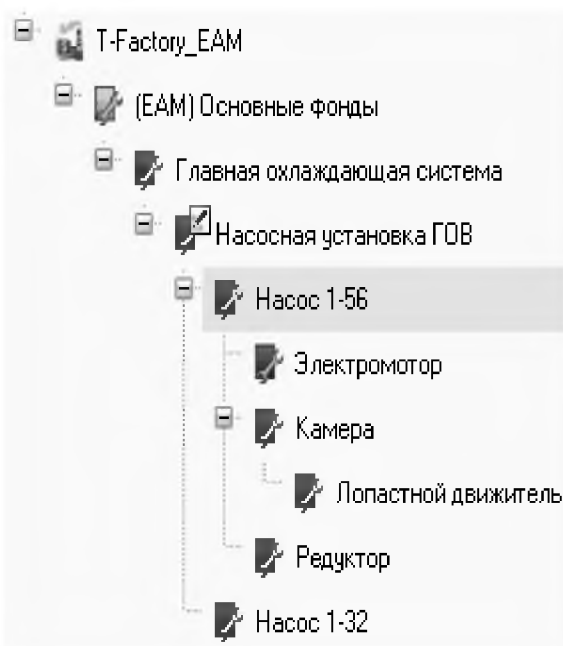 T-Factory_EAM
(EAM) Основные фонды
Главная охлаждающая система
Насосная установка ГОВ
Насос 1-56
Электромотор
Камера
Лопастной движитель
Редуктор
Насос 1-32